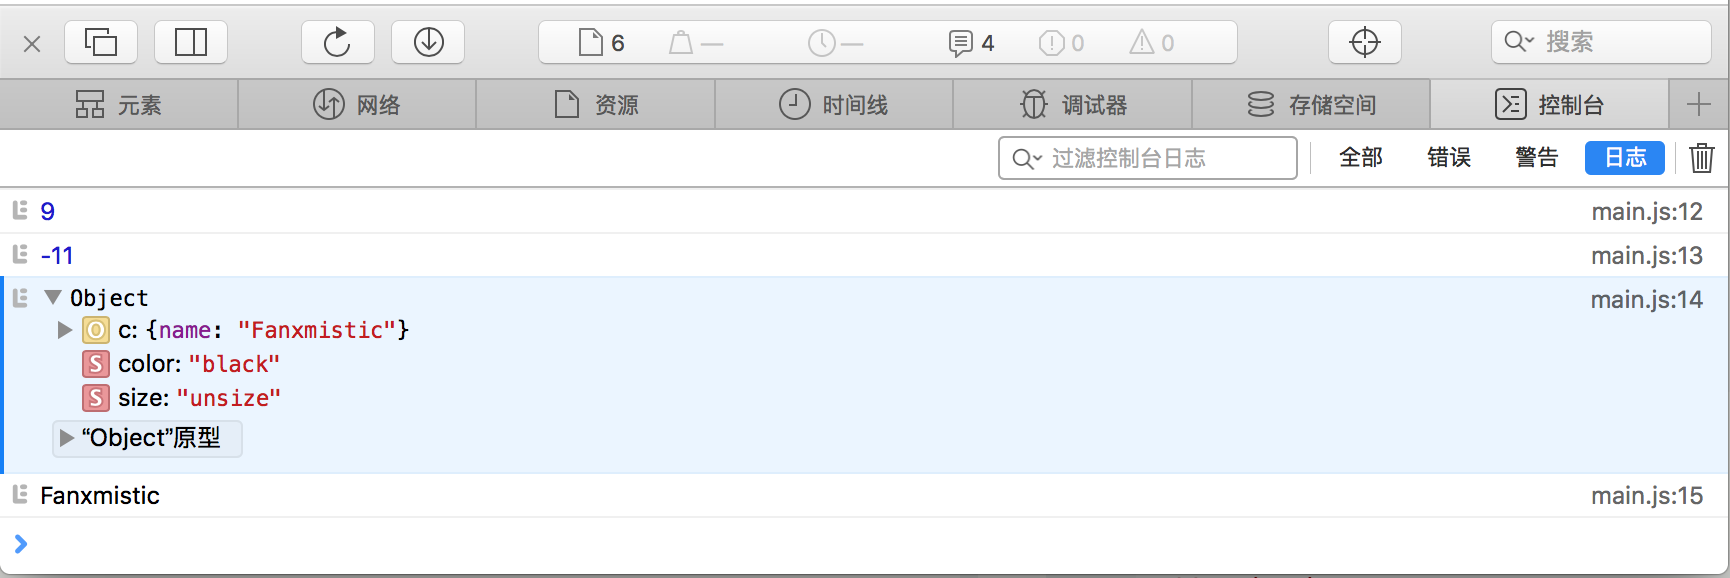 6 — — 4 0 0 搜索
元素 网络 资源 时间线 调试器 存储空间 控制台
过滤控制台日志 全部 错误 警告 日志
9 main.js:12
-11 main.js:13
Object main.js:14
O c: {name: "Fanxmistic"}
S color: "black"
S size: "unsize"
“Object”原型
Fanxmistic main.js:15